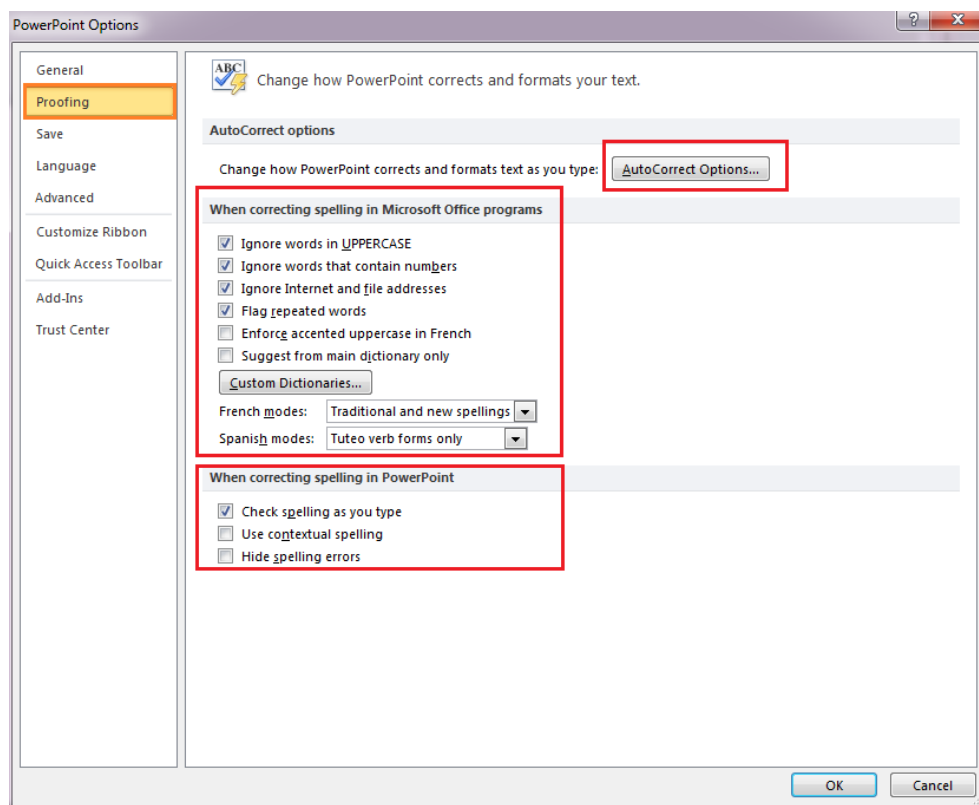 PowerPoint Options
?
X
General
Proofing
Save
Language
Advanced
Customize Ribbon
Quick Access Toolbar
Add-Ins
Trust Center
ABC
Change how PowerPoint corrects and formats your text.
AutoCorrect options
Change how PowerPoint corrects and formats text as you type: AutoCorrect Options...
When correcting spelling in Microsoft Office programs
Ignore words in UPPERCASE
Ignore words that contain numbers
Ignore Internet and file addresses
Flag repeated words
Enforce accented uppercase in French
Suggest from main dictionary only
Custom Dictionaries...
French modes: Traditional and new spellings
Spanish modes: Tuteo verb forms only
When correcting spelling in PowerPoint
Check spelling as you type
Use contextual spelling
Hide spelling errors
OK Cancel